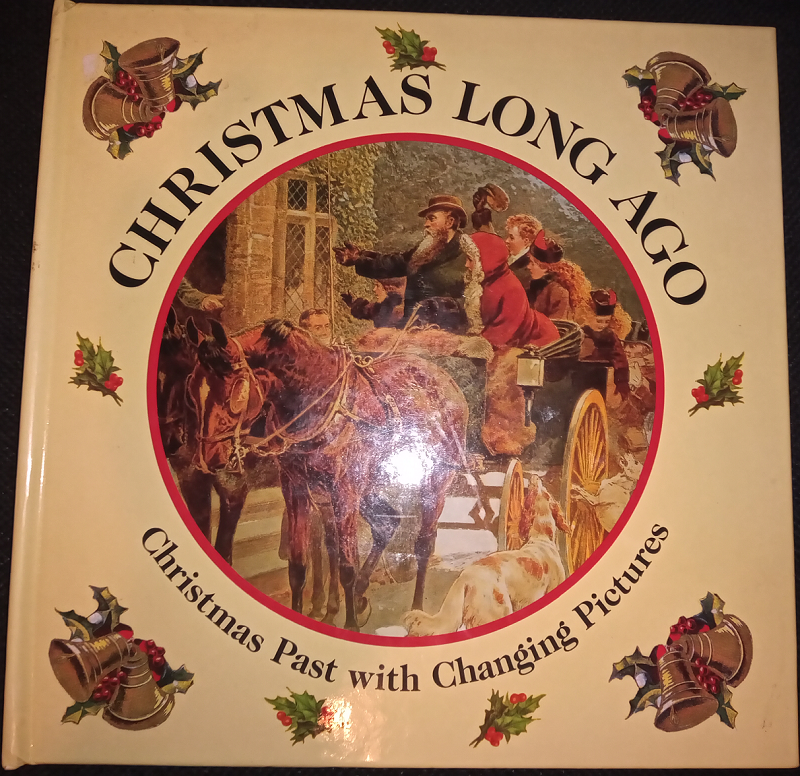 CHRISTMAS LONG AGO
Christmas Past with Changing Pictures